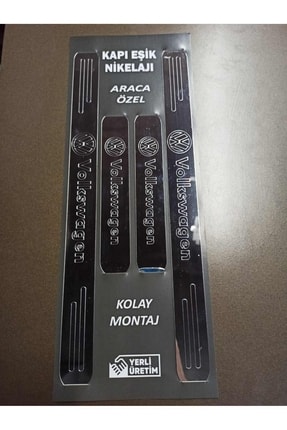 KAPI EŞİK
NİKELAJI
ARACA
ÖZEL
Volkswagen
Volkswagen
Volkswagen
Volkswagen
KOLAY
MONTAJ
YERLİ
ÜRETİM